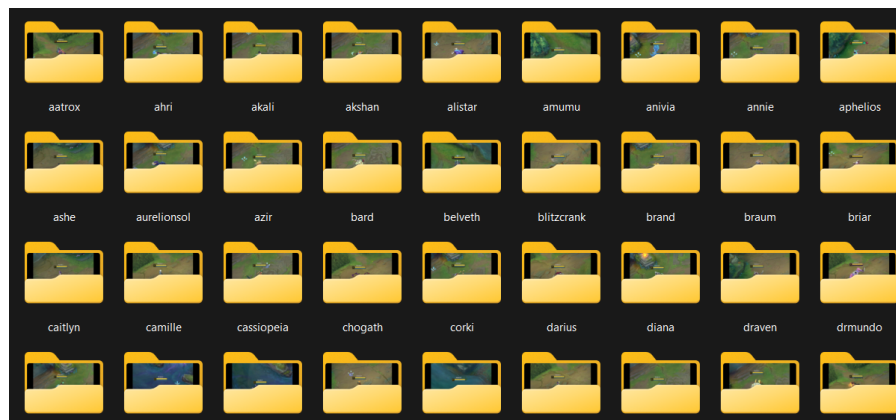 aatrox ahri akali akshan alistar amumu anivia annie aphelios
ashe aurelionsol azir bard belveth blitzcrank brand braum briar
caitlyn camille cassiopeia chogath corki darius diana draven drmundo